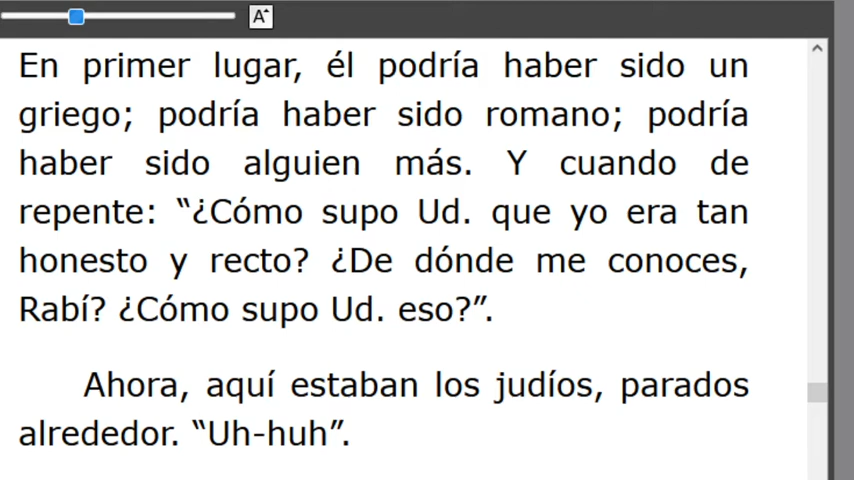 A
En primer lugar, él podría haber sido un
griego; podría haber sido romano; podría
haber sido alguien más. Y cuando de
repente: “¿Cómo supo Ud. que yo era tan
honesto y recto? ¿De dónde me conoces,
Rabí? ¿Cómo supo Ud. eso?”.
Ahora, aquí estaban los judíos, parados
alrededor. “Uh-huh”.